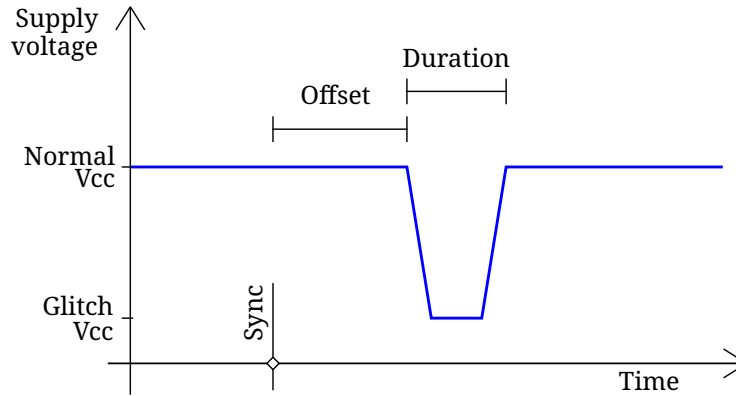 Supply
voltage
Duration
Offset
Normal
Vcc
Glitch
Vcc
Sync
Time